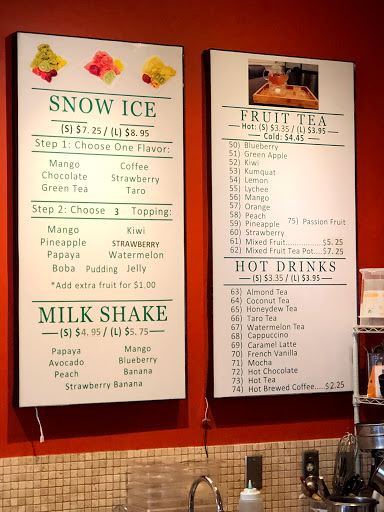 SNOW ICE
(S) $7.25 / (L) $8.95
Step 1: Choose One Flavor:
Mango Coffee
Chocolate Strawberry
Green Tea Taro
Step 2: Choose 3 Topping:
Mango Kiwi
Pineapple STRAWBERRY
Papaya Watermelon
Boba Pudding Jelly
*Add extra fruit for $1.00
MILK SHAKE
(S) $4.95 / (L) $5.75
Papaya Mango
Avocado Blueberry
Peach Banana
Strawberry Banana
FRUIT TEA
Hot: (S) $3.35 / (L) $3.95
Cold: $4.45
50) Blueberry
51) Green Apple
52) Kiwi
53) Kumquat
54) Lemon
55) Lychee
56) Mango
57) Orange
58) Peach
59) Pineapple 75) Passion Fruit
60) Strawberry
61) Mixed Fruit................$5.25
62) Mixed Fruit Tea Pot....$7.25
HOT DRINKS
(S) $3.35 / (L) $3.95
63) Almond Tea
64) Coconut Tea
65) Honeydew Tea
66) Taro Tea
67) Watermelon Tea
68) Cappuccino
69) Caramel Latte
70) French Vanilla
71) Mocha
72) Hot Chocolate
73) Hot Tea
74) Hot Brewed Coffee.....$2.25